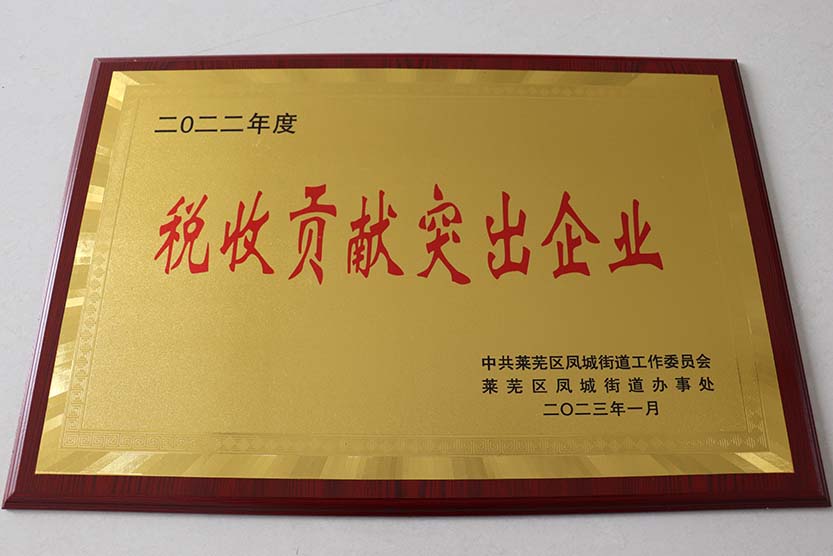 二0二二年度
税收贡献突出企业
中共莱芜区凤城街道工作委员会
莱芜区凤城街道办事处
二〇二三年一月